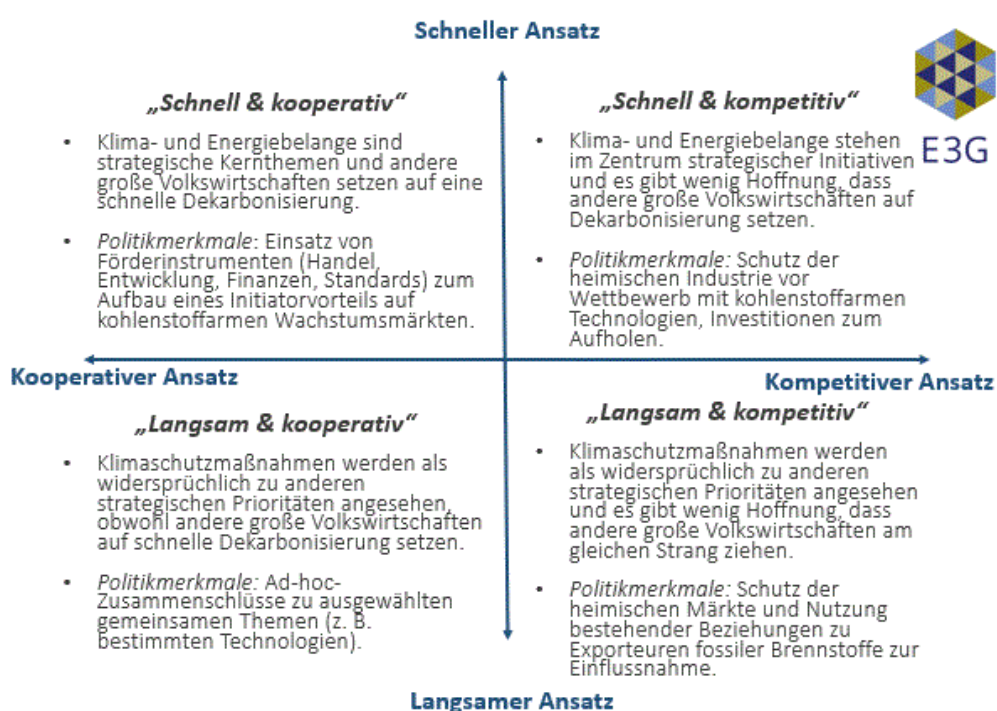 Schneller Ansatz
„Schnell & kooperativ“
• Klima- und Energiebelange sind
strategische Kernthemen und andere
große Volkswirtschaften setzen auf eine
schnelle Dekarbonisierung.
• Politikmerkmale: Einsatz von
Förderinstrumenten (Handel,
Entwicklung, Finanzen, Standards) zum
Aufbau eines Initiatorvorteils auf
kohlenstoffarmen Wachstumsmärkten.
„Schnell & kompetitiv“
• Klima- und Energiebelange stehen
im Zentrum strategischer Initiativen
und es gibt wenig Hoffnung, dass
andere große Volkswirtschaften auf
Dekarbonisierung setzen.
• Politikmerkmale: Schutz der
heimischen Industrie vor
Wettbewerb mit kohlenstoffarmen
Technologien, Investitionen zum
Aufholen.
E3G
Kooperativer Ansatz
Kompetitiver Ansatz
„Langsam & kooperativ“
• Klimaschutzmaßnahmen werden als
widersprüchlich zu anderen
strategischen Prioritäten angesehen,
obwohl andere große Volkswirtschaften
auf schnelle Dekarbonisierung setzen.
• Politikmerkmale: Ad-hoc-
Zusammenschlüsse zu ausgewählten
gemeinsamen Themen (z. B.
bestimmten Technologien).
„Langsam & kompetitiv“
• Klimaschutzmaßnahmen werden
als widersprüchlich zu anderen
strategischen Prioritäten angesehen
und es gibt wenig Hoffnung, dass
andere große Volkswirtschaften am
gleichen Strang ziehen.
• Politikmerkmale: Schutz der
heimischen Märkte und Nutzung
bestehender Beziehungen zu
Exporteuren fossiler Brennstoffe zur
Einflussnahme.
Langsamer Ansatz